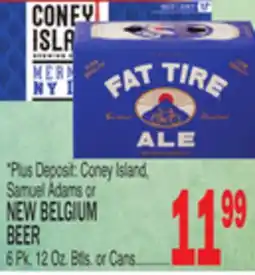 CONEY
ISLA
MERM
NY I
FAT TIRE
ALE
*Plus Deposit: Coney Island,
Samuel Adams or
NEW BELGIUM
BEER
6 Pk. 12 Oz. Btls. or Cans
11 99